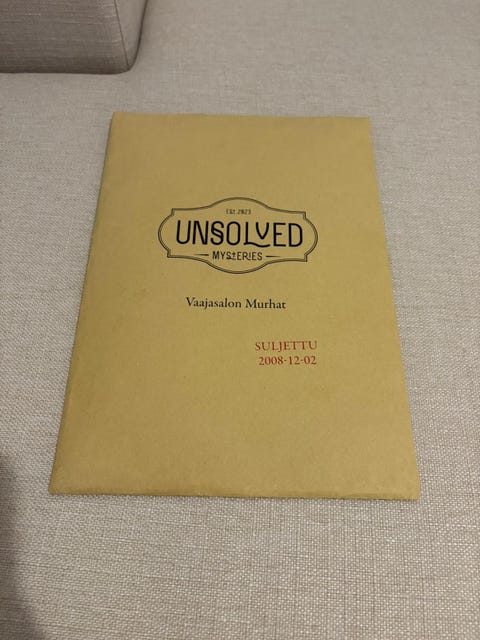 Est. 2023
UNSOLVED
MYSTERIES
Vaajasalon Murhat
SULJETTU
2008-12-02